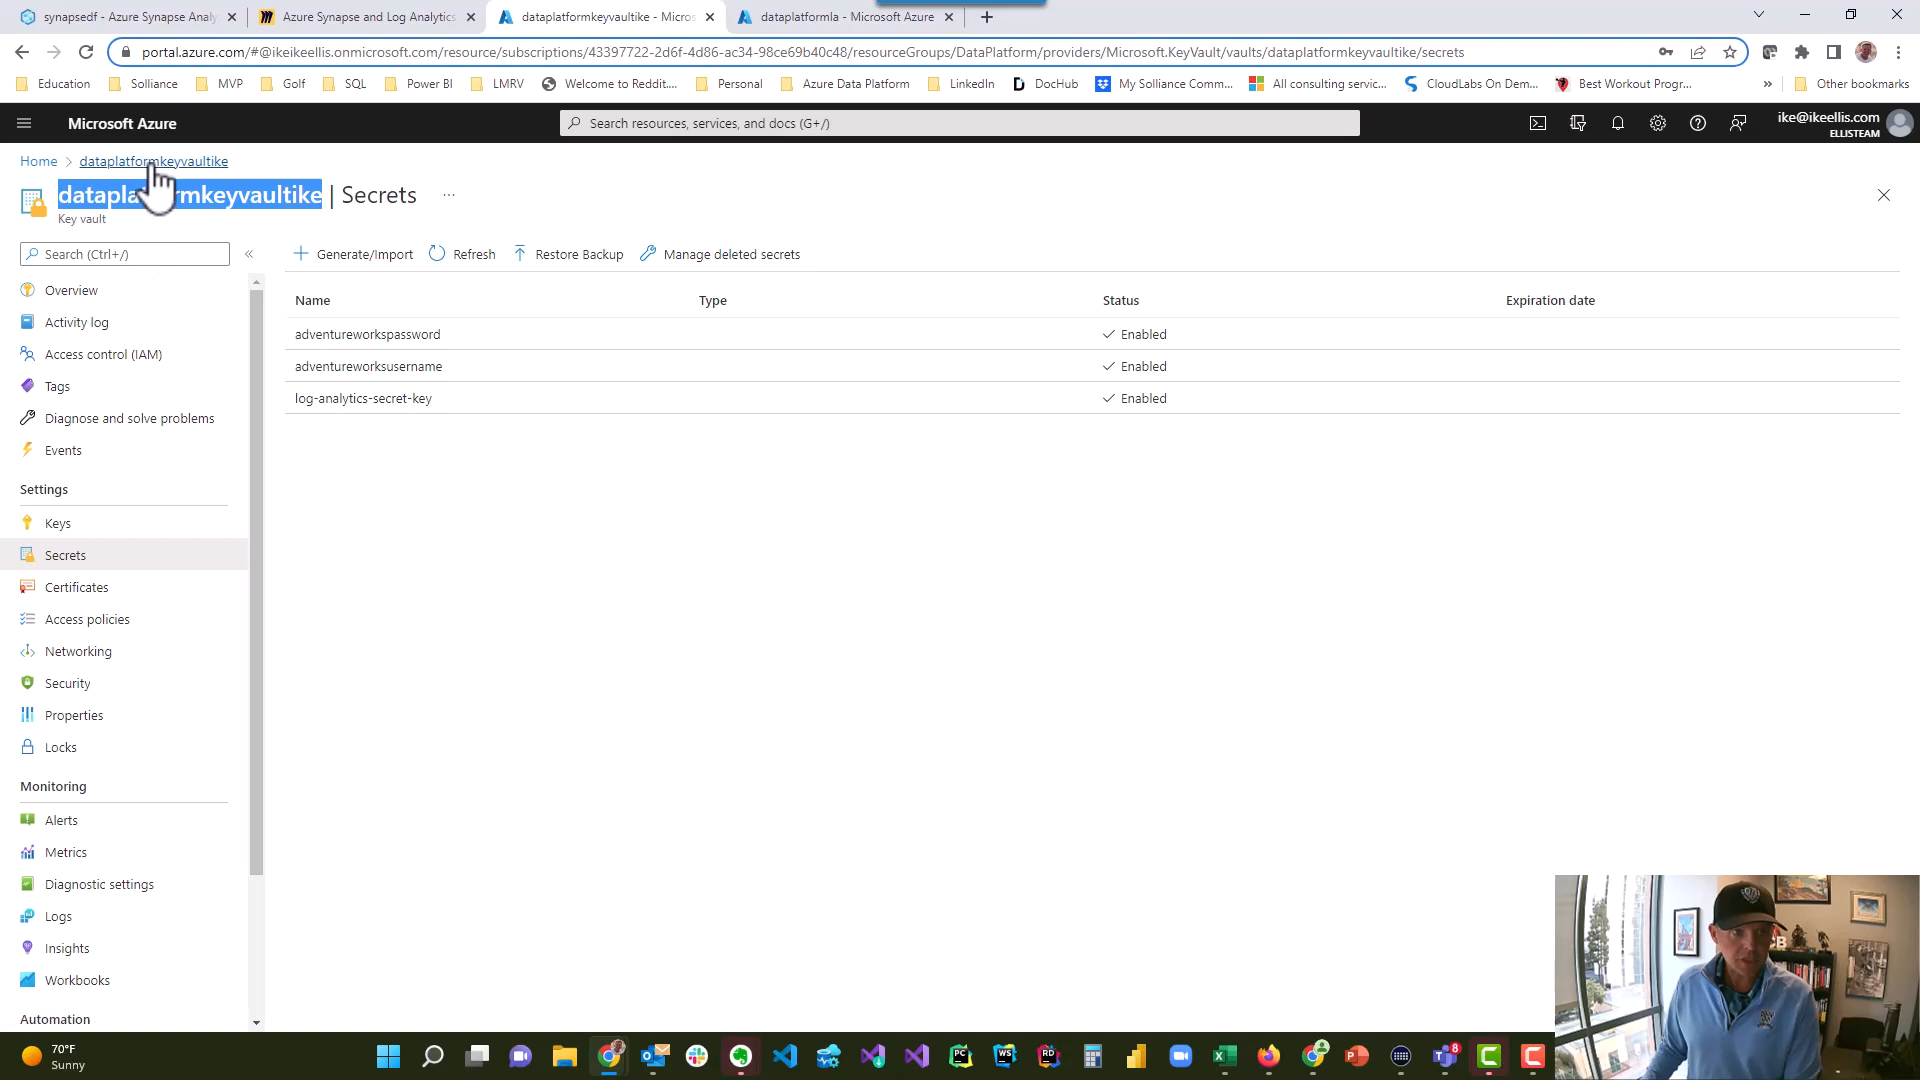 synapsedf - Azure Synapse Analy
Azure Synapse and Log Analytics
dataplatformkeyvaultike - Micros
dataplatformla - Microsoft Azure
portal.azure.com/#@ikeikeellis.onmicrosoft.com/resource/subscriptions/43397722-2d6f-4d86-ac34-98ce69b40c48/resourceGroups/DataPlatform/providers/Microsoft.KeyVault/vaults/dataplatformkeyvaultike/secrets
Education Solliance MVP Golf SQL Power BI LMRV Welcome to Reddit.... Personal Azure Data Platform LinkedIn DocHub My Solliance Comm... All consulting servic... CloudLabs On Dem... Best Workout Progr... » Other bookmarks
Microsoft Azure
Search resources, services, and docs (G+/)
ike@ikeellis.com
ELLISTEAM
Home > dataplatformkeyvaultike
dataplatformkeyvaultike | Secrets ...
Key vault
Search (Ctrl+/) «
Generate/Import Refresh Restore Backup Manage deleted secrets
Overview
Activity log
Access control (IAM)
Tags
Diagnose and solve problems
Events
Settings
Keys
Secrets
Certificates
Access policies
Networking
Security
Properties
Locks
Monitoring
Alerts
Metrics
Diagnostic settings
Logs
Insights
Workbooks
Automation
Name Type Status Expiration date
adventureworkspassword Enabled
adventureworksusername Enabled
log-analytics-secret-key Enabled
70°F
Sunny
PC
WS
RD
8